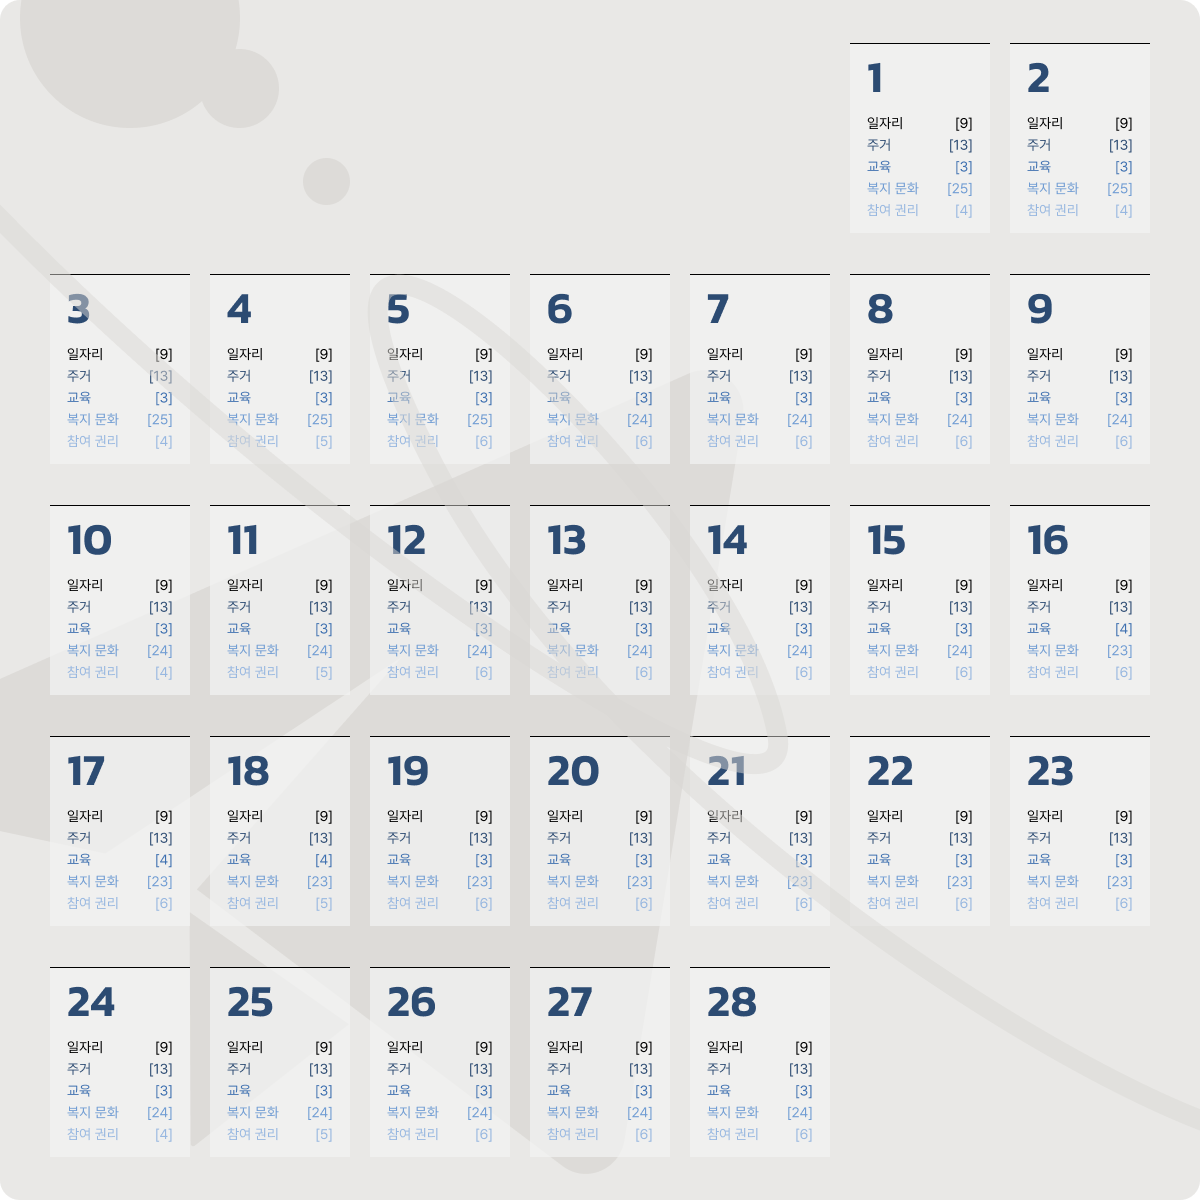 1
일자리 [9]
주거 [13]
교육 [3]
복지 문화 [25]
참여 권리 [4]
2
일자리 [9]
주거 [13]
교육 [3]
복지 문화 [25]
참여 권리 [4]
3
일자리 [9]
주거 [13]
교육 [3]
복지 문화 [25]
참여 권리 [4]
4
일자리 [9]
주거 [13]
교육 [3]
복지 문화 [25]
참여 권리 [5]
5
일자리 [9]
주거 [13]
교육 [3]
복지 문화 [25]
참여 권리 [6]
6
일자리 [9]
주거 [13]
교육 [3]
복지 문화 [24]
참여 권리 [6]
7
일자리 [9]
주거 [13]
교육 [3]
복지 문화 [24]
참여 권리 [6]
8
일자리 [9]
주거 [13]
교육 [3]
복지 문화 [24]
참여 권리 [6]
9
일자리 [9]
주거 [13]
교육 [3]
복지 문화 [24]
참여 권리 [6]
10
일자리 [9]
주거 [13]
교육 [3]
복지 문화 [24]
참여 권리 [4]
11
일자리 [9]
주거 [13]
교육 [3]
복지 문화 [24]
참여 권리 [5]
12
일자리 [9]
주거 [13]
교육 [3]
복지 문화 [24]
참여 권리 [6]
13
일자리 [9]
주거 [13]
교육 [3]
복지 문화 [24]
참여 권리 [6]
14
일자리 [9]
주거 [13]
교육 [3]
복지 문화 [24]
참여 권리 [6]
15
일자리 [9]
주거 [13]
교육 [3]
복지 문화 [24]
참여 권리 [6]
16
일자리 [9]
주거 [13]
교육 [4]
복지 문화 [23]
참여 권리 [6]
17
일자리 [9]
주거 [13]
교육 [4]
복지 문화 [23]
참여 권리 [6]
18
일자리 [9]
주거 [13]
교육 [4]
복지 문화 [23]
참여 권리 [5]
19
일자리 [9]
주거 [13]
교육 [3]
복지 문화 [23]
참여 권리 [6]
20
일자리 [9]
주거 [13]
교육 [3]
복지 문화 [23]
참여 권리 [6]
21
일자리 [9]
주거 [13]
교육 [3]
복지 문화 [23]
참여 권리 [6]
22
일자리 [9]
주거 [13]
교육 [3]
복지 문화 [23]
참여 권리 [6]
23
일자리 [9]
주거 [13]
교육 [3]
복지 문화 [23]
참여 권리 [6]
24
일자리 [9]
주거 [13]
교육 [3]
복지 문화 [24]
참여 권리 [4]
25
일자리 [9]
주거 [13]
교육 [3]
복지 문화 [24]
참여 권리 [5]
26
일자리 [9]
주거 [13]
교육 [3]
복지 문화 [24]
참여 권리 [6]
27
일자리 [9]
주거 [13]
교육 [3]
복지 문화 [24]
참여 권리 [6]
28
일자리 [9]
주거 [13]
교육 [3]
복지 문화 [24]
참여 권리 [6]